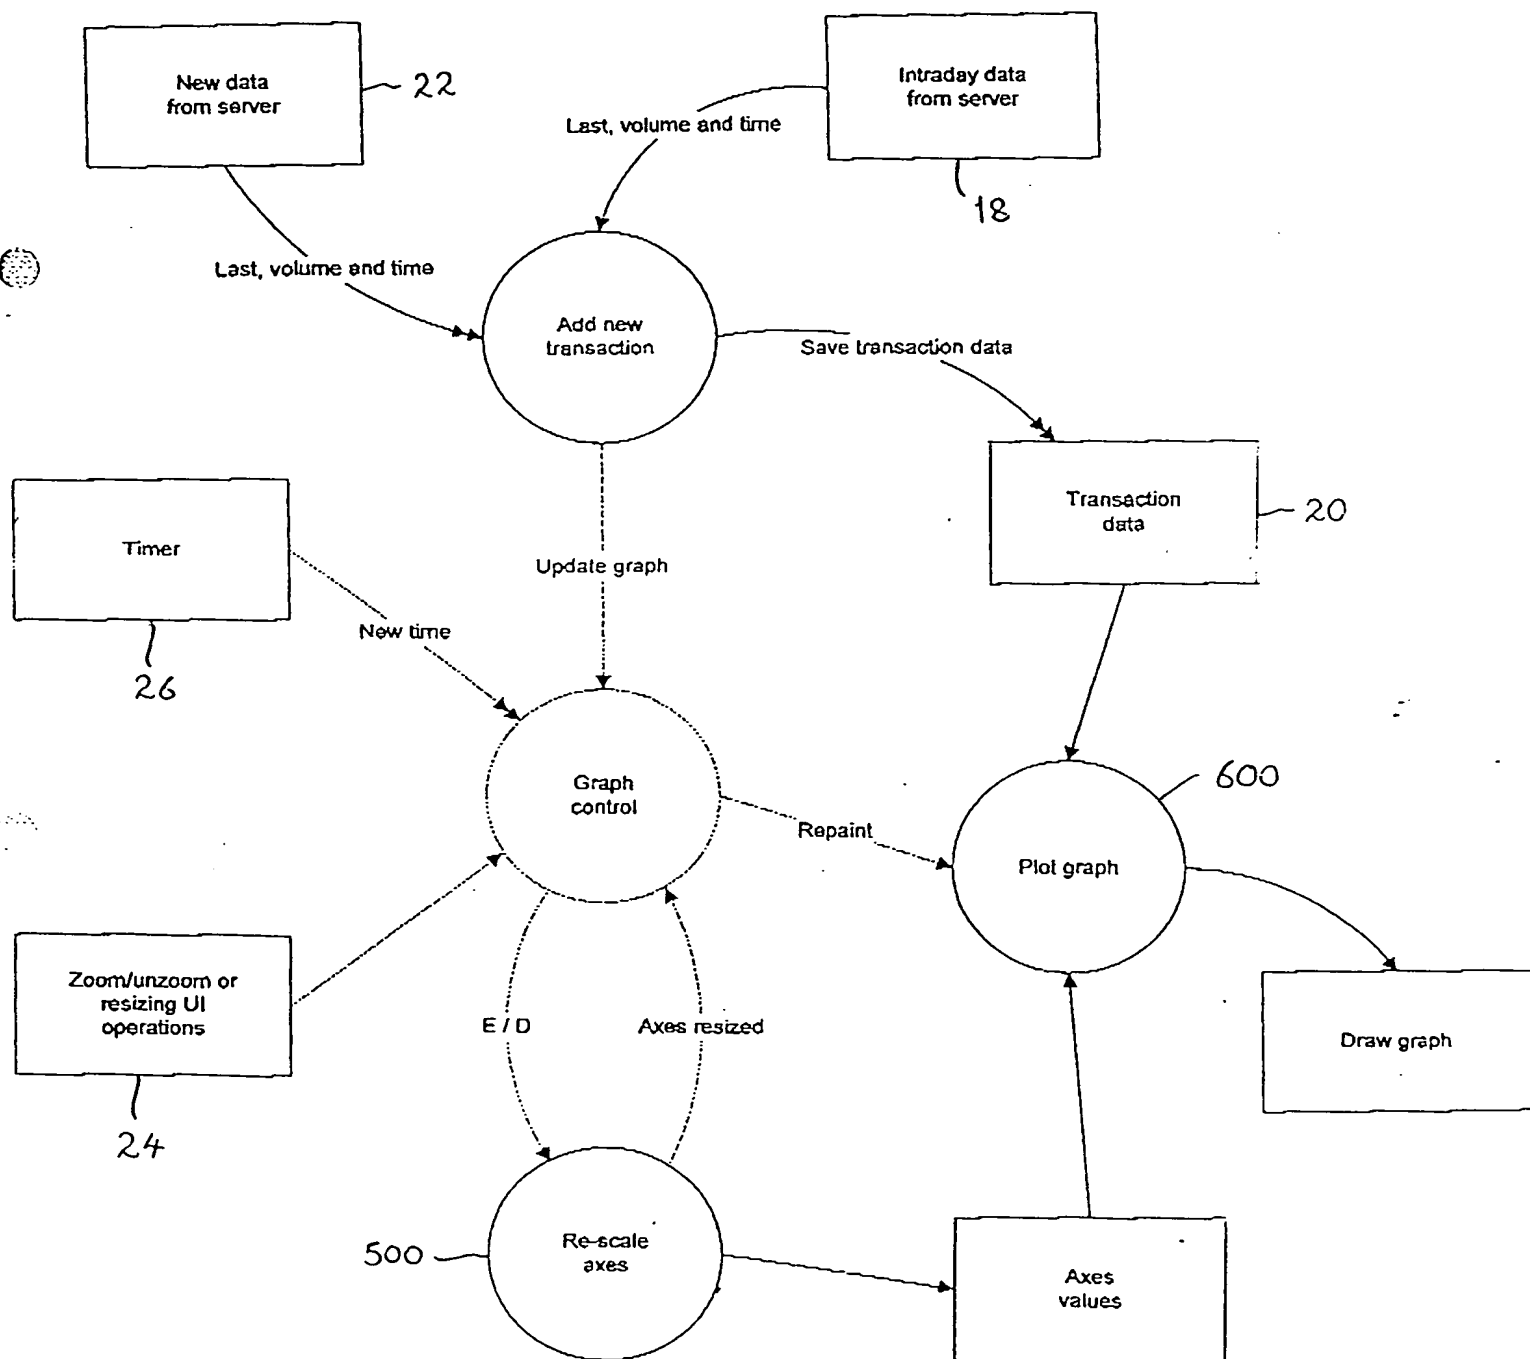 New data
from server
22
Intraday data
from server
18
Last, volume and time
Last, volume and time
Add new
transaction
Save transaction data
Transaction
data
20
Timer
26
New time
Update graph
Graph
control
Repaint
600
Plot graph
Zoom/unzoom or
resizing UI
operations
24
E / D
Axes resized
Draw graph
500
Re-scale
axes
Axes
values